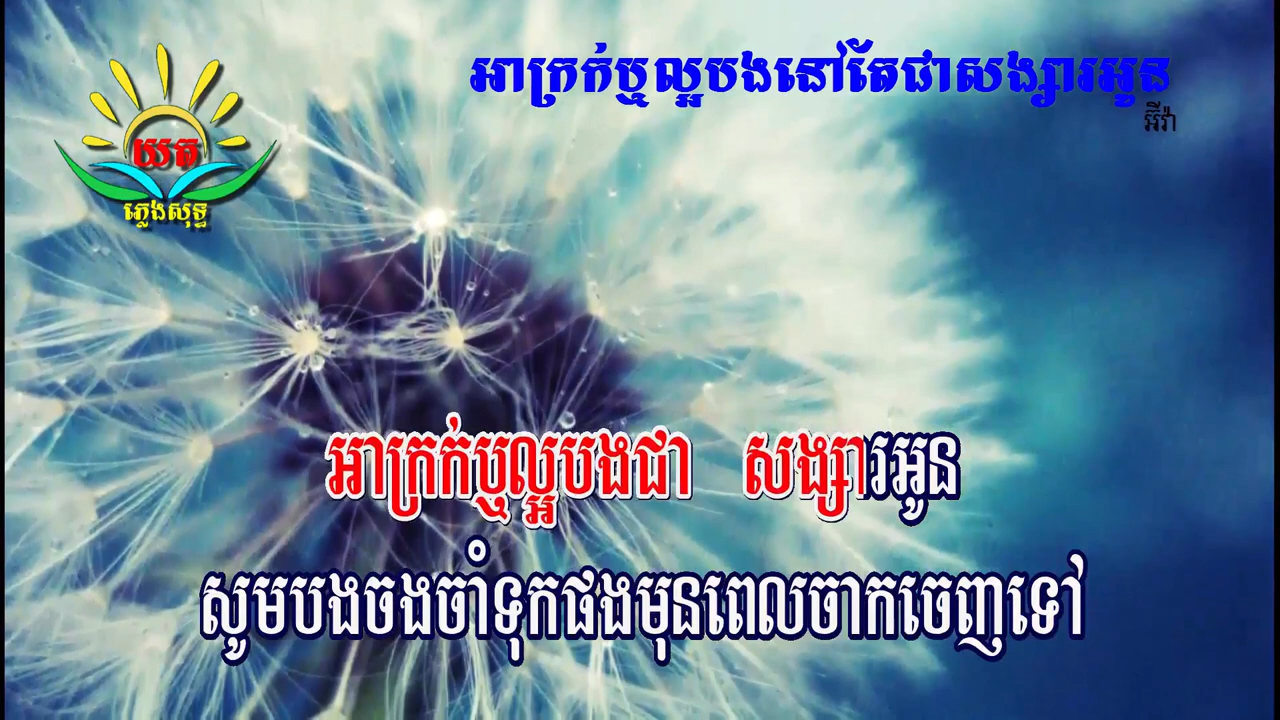 អាក្រក់ឬល្អបងនៅតែជាសង្សារអូន
អ៊ីវ៉ា
យត
ភ្លេងសុទ្ធ
អាក្រក់ឬល្អបងជា សង្សារអូន
សូមបងចងចាំទុកផងមុនពេលចាកចេញទៅ